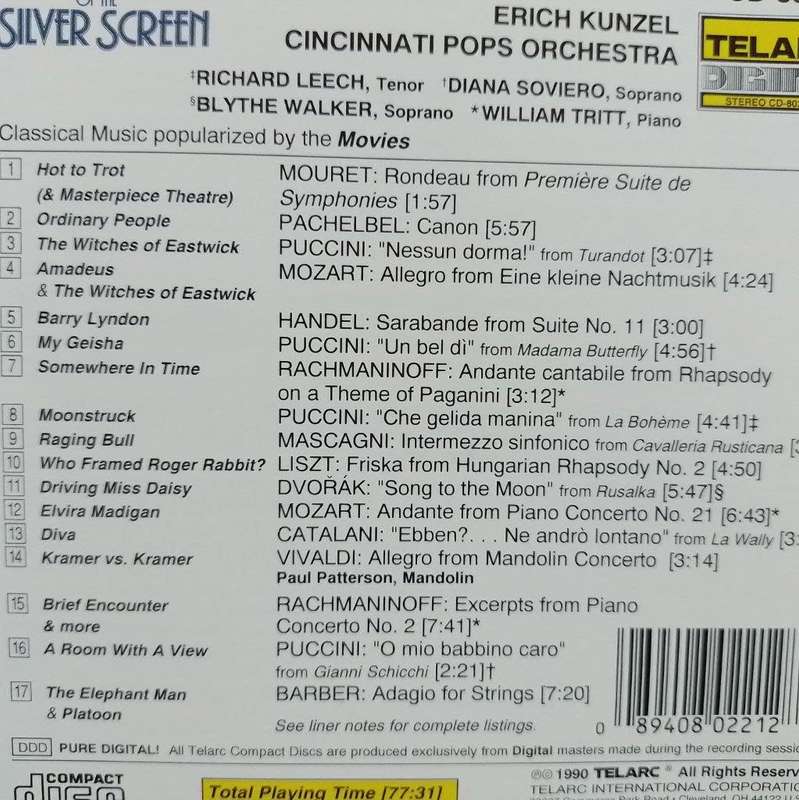 OF THE
SILVER SCREEN
ERICH KUNZEL
CINCINNATI POPS ORCHESTRA
‡RICHARD LEECH, Tenor †DIANA SOVIERO, Soprano
§BLYTHE WALKER, Soprano *WILLIAM TRITT, Piano
STEREO
Classical Music popularized by the Movies
1 Hot to Trot MOURET: Rondeau from Première Suite de
(& Masterpiece Theatre) Symphonies [1:57]
2 Ordinary People PACHELBEL: Canon [5:57]
3 The Witches of Eastwick PUCCINI: "Nessun dorma!" from Turandot [3:07]‡
4 Amadeus MOZART: Allegro from Eine kleine Nachtmusik [4:24]
& The Witches of Eastwick
5 Barry Lyndon HANDEL: Sarabande from Suite No. 11 [3:00]
6 My Geisha PUCCINI: "Un bel dì" from Madama Butterfly [4:56]†
7 Somewhere In Time RACHMANINOFF: Andante cantabile from Rhapsody
on a Theme of Paganini [3:12]*
8 Moonstruck PUCCINI: "Che gelida manina" from La Bohème [4:41]‡
9 Raging Bull MASCAGNI: Intermezzo sinfonico from Cavalleria Rusticana
10 Who Framed Roger Rabbit? LISZT: Friska from Hungarian Rhapsody No. 2 [4:50]
11 Driving Miss Daisy DVOŘÁK: "Song to the Moon" from Rusalka [5:47]§
12 Elvira Madigan MOZART: Andante from Piano Concerto No. 21 [6:43]*
13 Diva CATALANI: "Ebben?. . . Ne andrò lontano" from La Wally
14 Kramer vs. Kramer VIVALDI: Allegro from Mandolin Concerto [3:14]
Paul Patterson, Mandolin
15 Brief Encounter RACHMANINOFF: Excerpts from Piano
& more Concerto No. 2 [7:41]*
16 A Room With A View PUCCINI: "O mio babbino caro"
from Gianni Schicchi [2:21]†
17 The Elephant Man BARBER: Adagio for Strings [7:20]
& Platoon
See liner notes for complete listings.
0 89408 02212
DDD PURE DIGITAL! All Telarc Compact Discs are produced exclusively from Digital masters made during the recording
COMPACT
Total Playing Time [77:31]
℗© 1990 TELARC ® All Rights
TELARC INTERNATIONAL